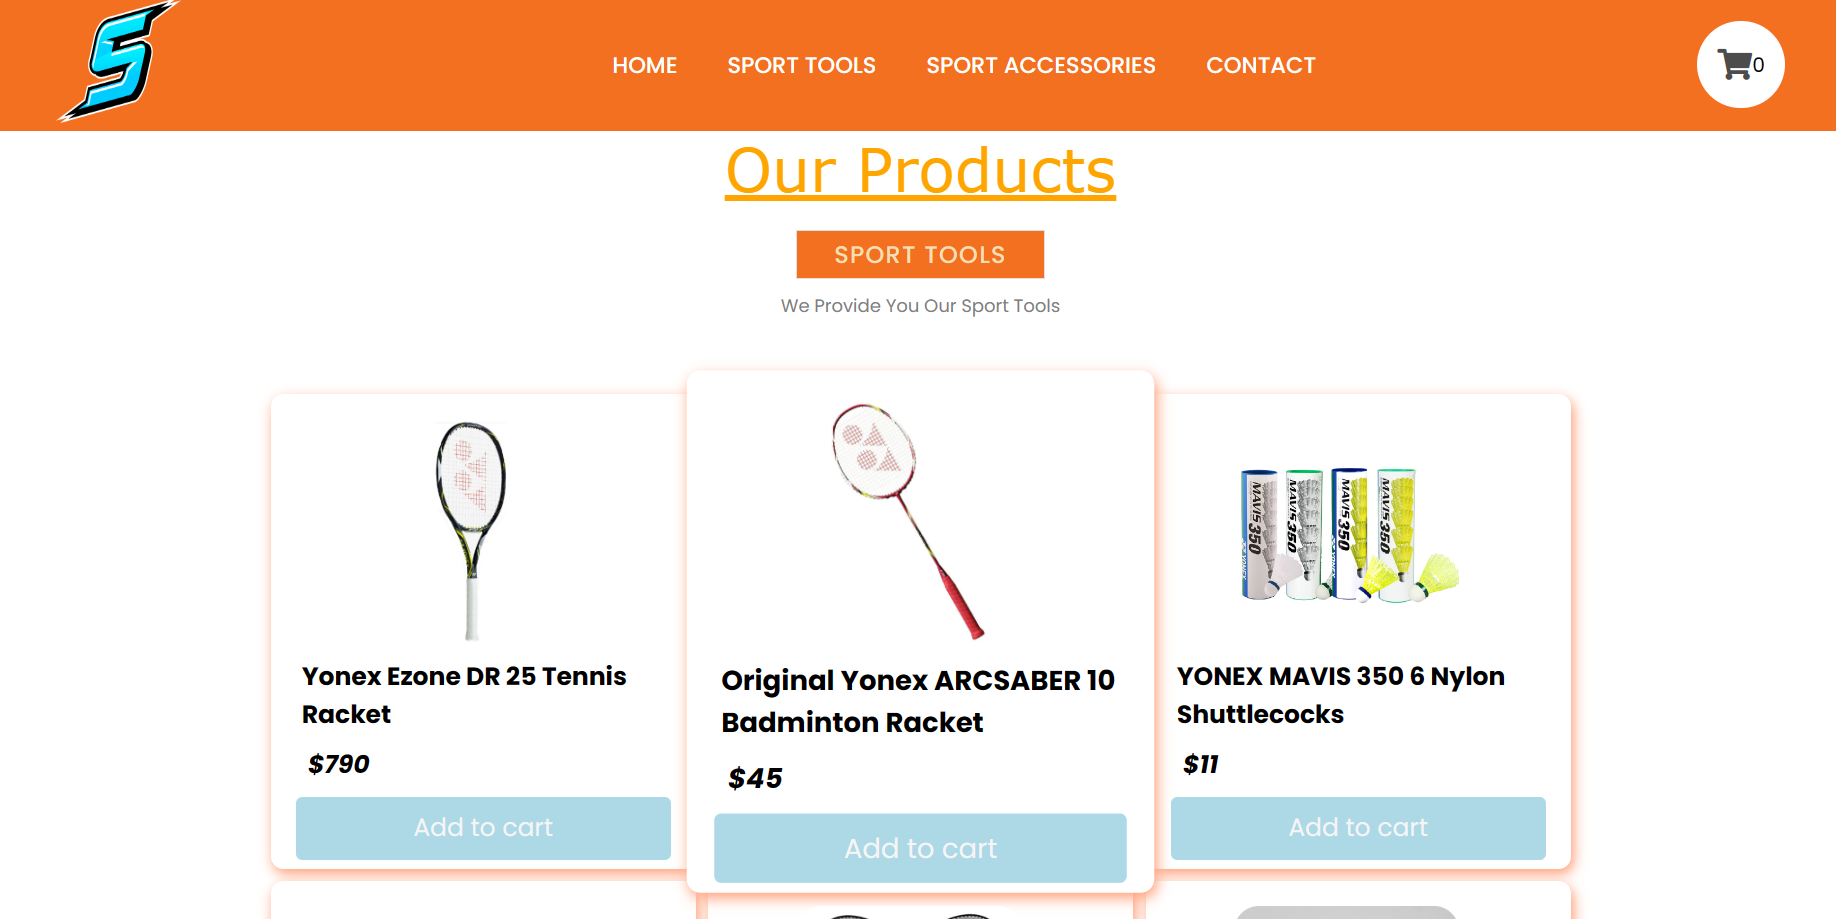 S
HOME SPORT TOOLS SPORT ACCESSORIES CONTACT
0
Our Products
SPORT TOOLS
We Provide You Our Sport Tools
MAVIS 350
MAVIS 350
MAVIS 350
MAVIS 350
Yonex Ezone DR 25 Tennis
Racket
$790
Add to cart
Original Yonex ARCSABER 10
Badminton Racket
$45
Add to cart
YONEX MAVIS 350 6 Nylon
Shuttlecocks
$11
Add to cart